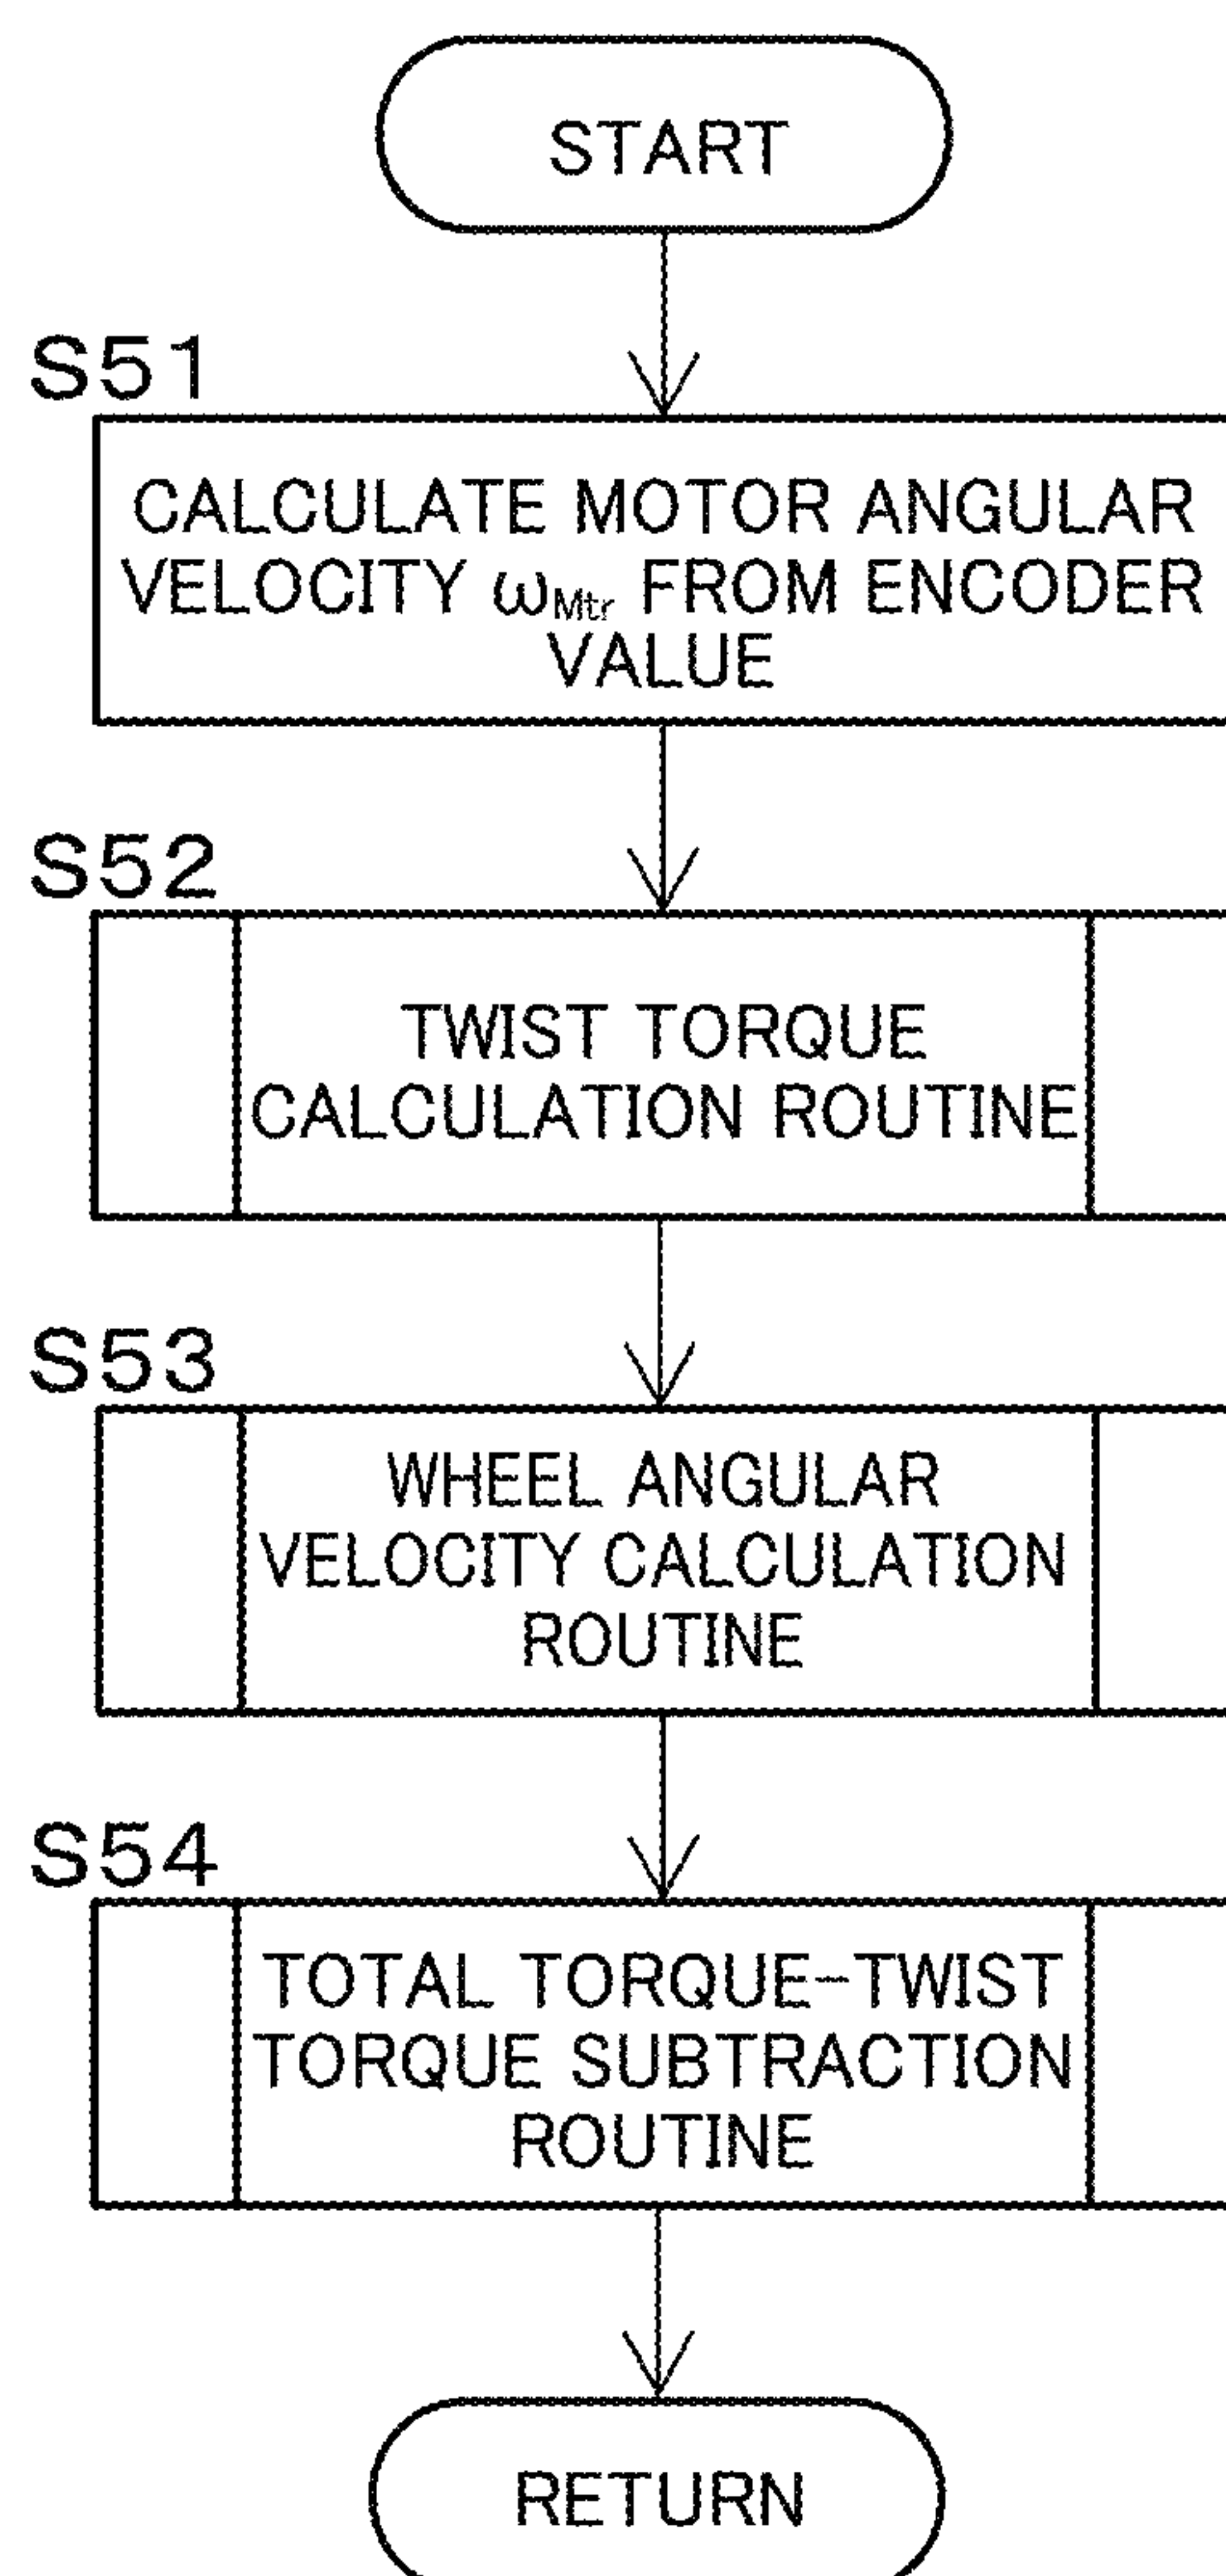 START
S51
CALCULATE MOTOR ANGULAR
VELOCITY ωMtr FROM ENCODER
VALUE
S52
TWIST TORQUE
CALCULATION ROUTINE
S53
WHEEL ANGULAR
VELOCITY CALCULATION
ROUTINE
S54
TOTAL TORQUE-TWIST
TORQUE SUBTRACTION
ROUTINE
RETURN